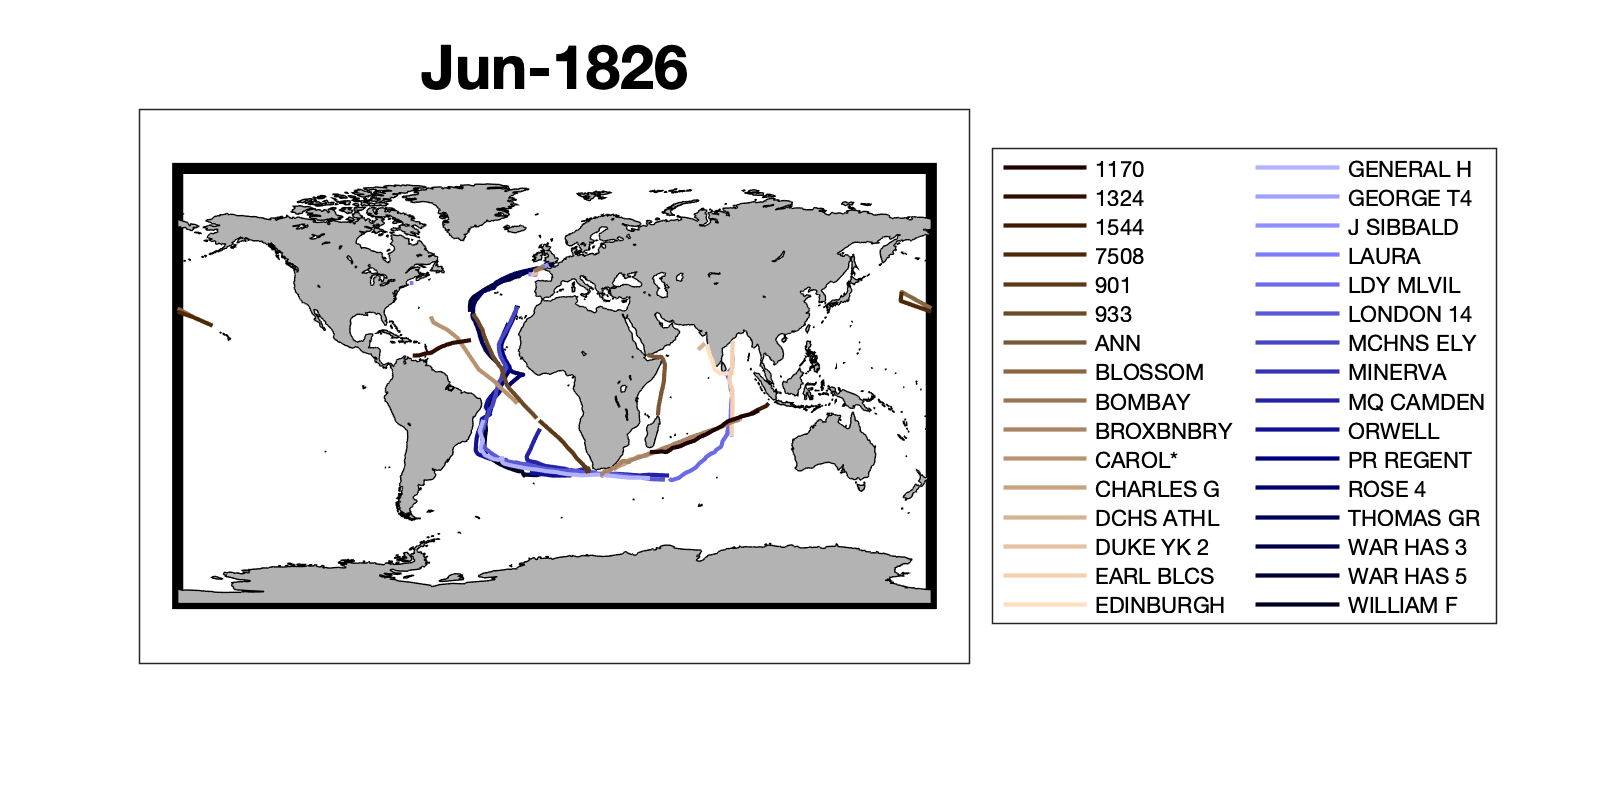 Jun-1826
1170
1324
1544
7508
901
933
ANN
BLOSSOM
BOMBAY
BROXBNBRY
CAROL*
CHARLES G
DCHS ATHL
DUKE YK 2
EARL BLCS
EDINBURGH
GENERAL H
GEORGE T4
J SIBBALD
LAURA
LDY MLVIL
LONDON 14
MCHNS ELY
MINERVA
MQ CAMDEN
ORWELL
PR REGENT
ROSE 4
THOMAS GR
WAR HAS 3
WAR HAS 5
WILLIAM F